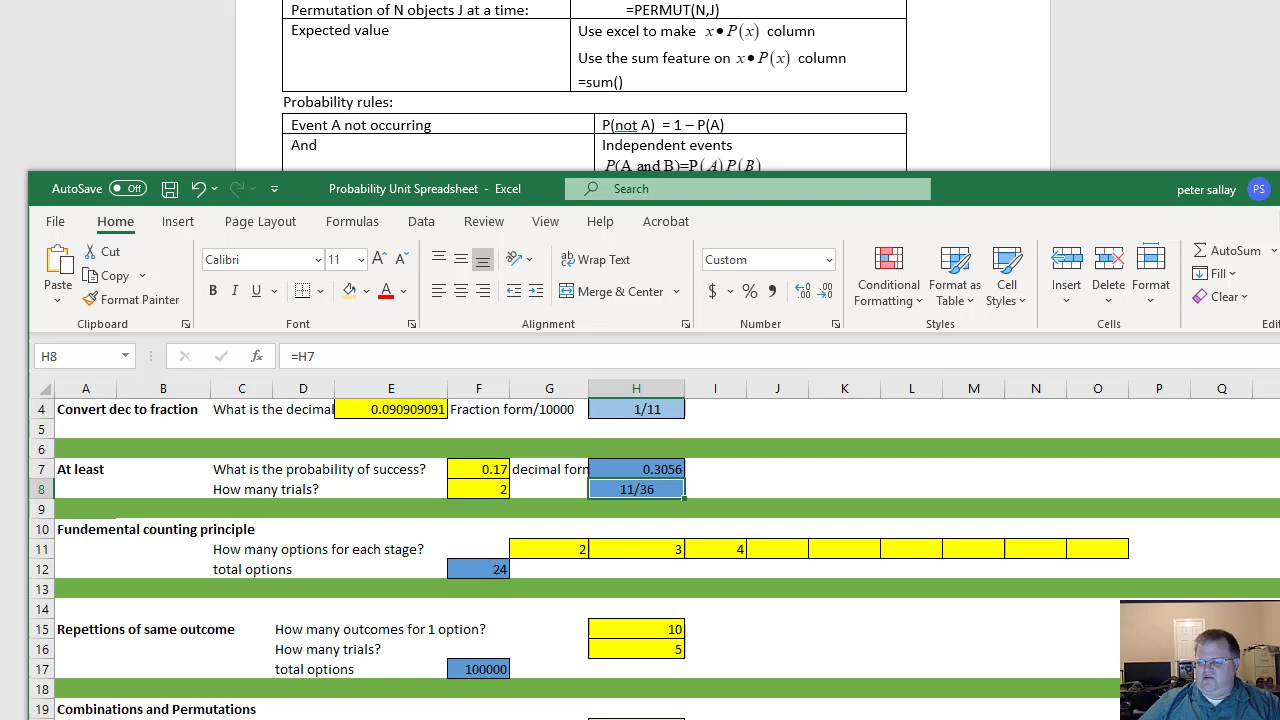 Permutation of N objects J at a time: =PERMUT(N,J)
Expected value Use excel to make x•P(x) column
Use the sum feature on x•P(x) column
=sum()
Probability rules:
Event A not occurring P(not A) = 1 – P(A)
And Independent events
P(A and B)=P(A)P(B)
AutoSave Off Probability Unit Spreadsheet - Excel Search peter sallay PS
File Home Insert Page Layout Formulas Data Review View Help Acrobat
Paste Cut Copy Format Painter Clipboard
Calibri 11 A A B I U A Font
ab Wrap Text Merge & Center Alignment
Custom $ % , Number
Conditional Formatting Format as Table Cell Styles Styles
Insert Delete Format Cells
AutoSum Fill Clear
H8 fx =H7
A B C D E F G H I J K L M N O P Q
4 Convert dec to fraction What is the decimal 0.090909091 Fraction form/10000 1/11
5
6
7 At least What is the probability of success? 0.17 decimal form 0.3056
8 How many trials? 2 11/36
9
10 Fundemental counting principle
11 How many options for each stage? 2 3 4
12 total options 24
13
14
15 Repettions of same outcome How many outcomes for 1 option? 10
16 How many trials? 5
17 total options 100000
18
19 Combinations and Permutations